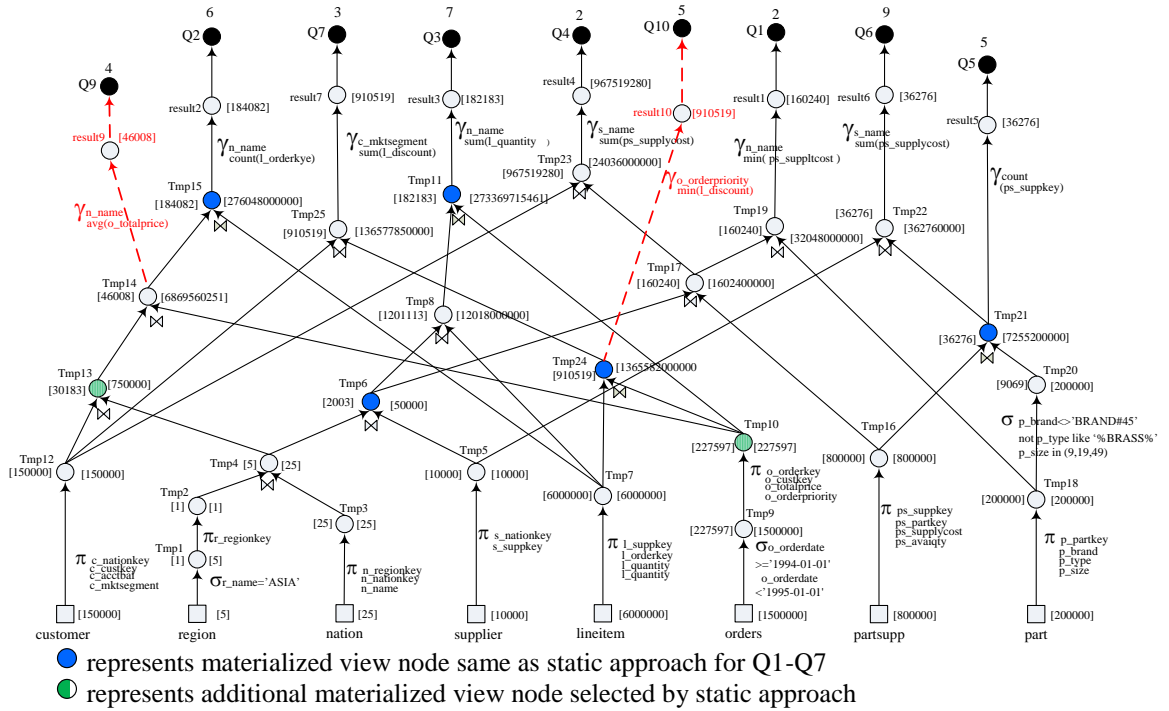 6
3
7
2
5
2
9
Q2
Q7
Q3
Q4
Q10
Q1
Q6
5
Q5
4
Q9
result2 [184082]
result7 [910519]
result3 [182183]
result4 [967519280]
result10 [910519]
result1 [160240]
result6 [36276]
result5 [36276]
result9 [46008]
γ n_name
count(l_orderkye)
γ c_mktsegment
sum(l_discount)
γ n_name
sum(l_quantity )
γ s_name
sum(ps_supplycost)
γ n_name
min( ps_suppltcost )
γ s_name
sum(ps_supplycost)
γ count
(ps_suppkey)
γ o_orderpriority
min(l_discount)
γ n_name
avg(o_totalprice)
Tmp23
967519280] [24036000000]
Tmp15
[184082] [276048000000]
Tmp11
[182183] [273369715461]
Tmp25
[910519] [136577850000]
Tmp19
[160240] [32048000000]
Tmp22
[36276] [362760000]
Tmp14
[46008] [6869560251]
Tmp17
[160240] [1602400000]
Tmp8
[1201113] [12018000000]
Tmp21
[36276] [7255200000]
Tmp24
[910519] [1365582000000
Tmp13
[30183] [750000]
Tmp6
[2003] [50000]
Tmp20
[9069] [200000]
σ p_brand<>'BRAND#45'
not p_type like ‘%BRASS%’
p_size in (9,19,49)
Tmp10
[227597] [227597]
Tmp12
[150000] [150000]
Tmp4 [5] [25]
Tmp5
[10000] [10000]
Tmp7
[6000000] [6000000]
Tmp16
[800000] [800000]
Tmp18
[200000] [200000]
Tmp2
[1] [1]
Tmp3
[25] [25]
π o_orderkey
o_custkey
o_totalprice
o_orderpriority
Tmp9
[227597] [1500000]
π r_regionkey
Tmp1
[1] [5]
π c_nationkey
c_custkey
c_acctbal
c_mktsegment
σ r_name='ASIA'
π n_regionkey
n_nationkey
n_name
π s_nationkey
s_suppkey
π l_suppkey
l_orderkey
l_quantity
l_quantity
σ o_orderdate
>='1994-01-01'
o_orderdate
<'1995-01-01'
π ps_suppkey
ps_partkey
ps_supplycost
ps_avaiqty
π p_partkey
p_brand
p_type
p_size
[150000]
[5]
[25]
[10000]
[6000000]
[1500000]
[800000]
[200000]
customer
region
nation
supplier
lineitem
orders
partsupp
part
represents materialized view node same as static approach for Q1-Q7
represents additional materialized view node selected by static approach